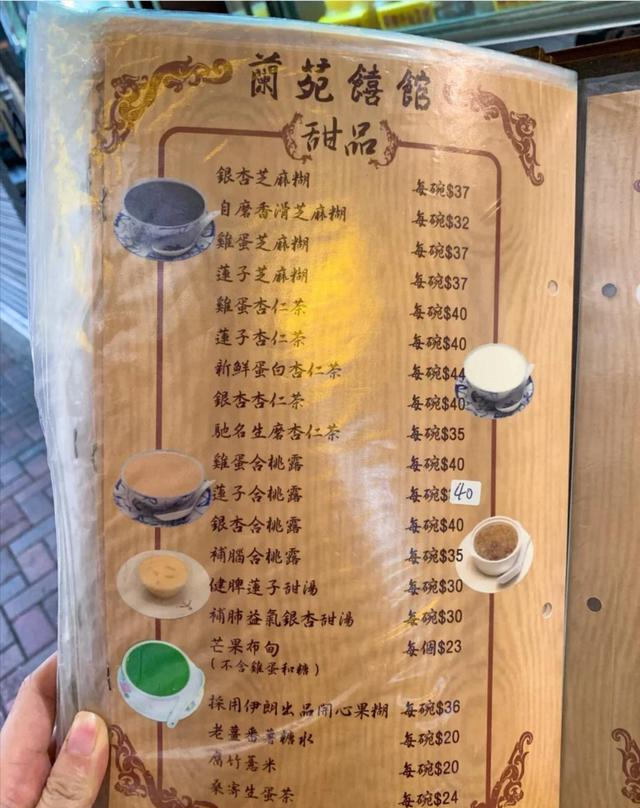 蘭苑饎館
甜品
銀杏芝麻糊 每碗$37
自磨香滑芝麻糊 每碗$32
雞蛋芝麻糊 每碗$37
蓮子芝麻糊 每碗$37
雞蛋杏仁茶 每碗$40
蓮子杏仁茶 每碗$40
新鮮蛋白杏仁茶 每碗$44
銀杏杏仁茶 每碗$40
馳名生磨杏仁茶 每碗$35
雞蛋合桃露 每碗$40
蓮子合桃露 每碗$40
銀杏合桃露 每碗$40
補腦合桃露 每碗$35
健脾蓮子甜湯 每碗$30
補肺益氣銀杏甜湯 每碗$30
芒果布甸 每個$23
(不含雞蛋和糖)
採用伊朗出品開心果糊 每碗$36
老薑番薯糖水 每碗$20
腐竹薏米 每碗$20
桑寄生蛋茶 每碗$24